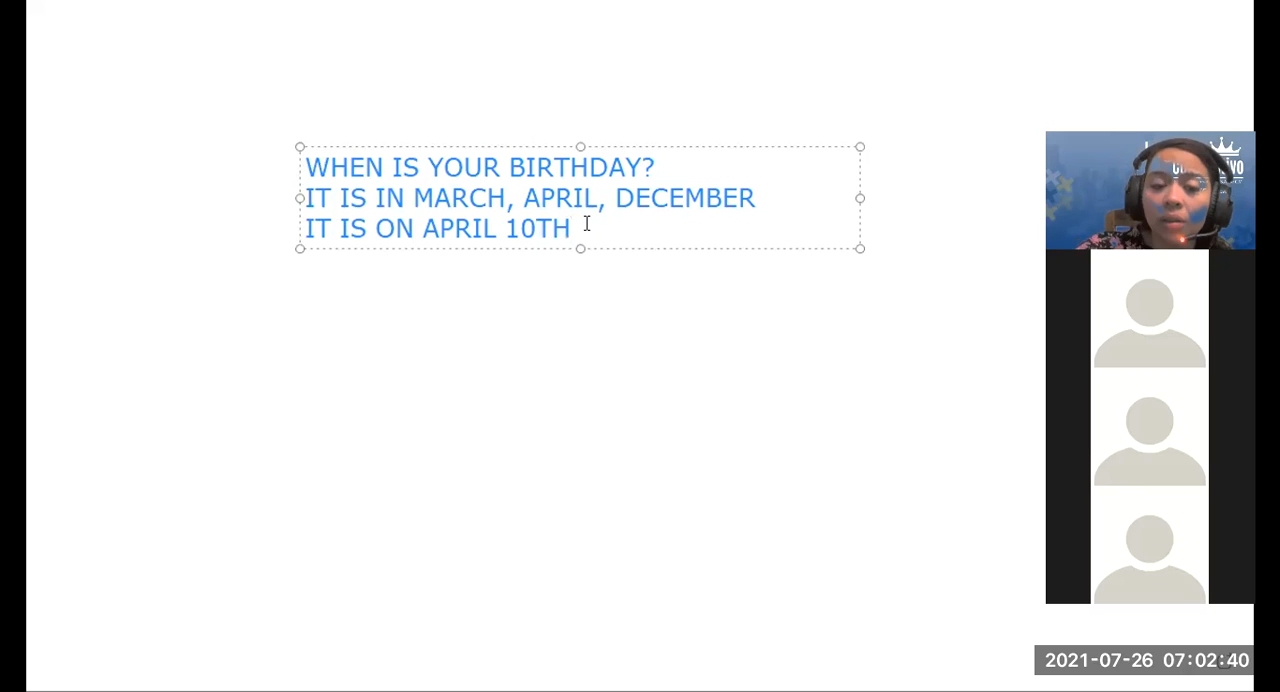 WHEN IS YOUR BIRTHDAY?
IT IS IN MARCH, APRIL, DECEMBER
IT IS ON APRIL 10TH
2021-07-26 07:02:40